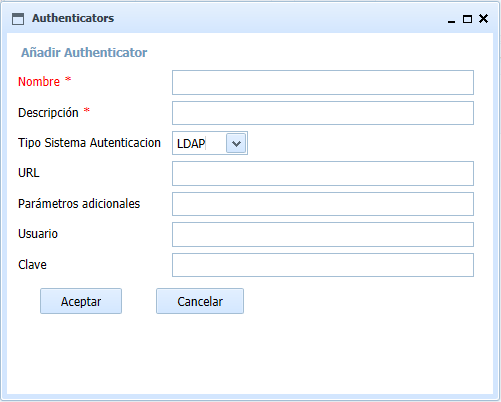 Authenticators
Añadir Authenticator
Nombre *
Descripción *
Tipo Sistema Autenticacion LDAP
URL
Parámetros adicionales
Usuario
Clave
Aceptar Cancelar